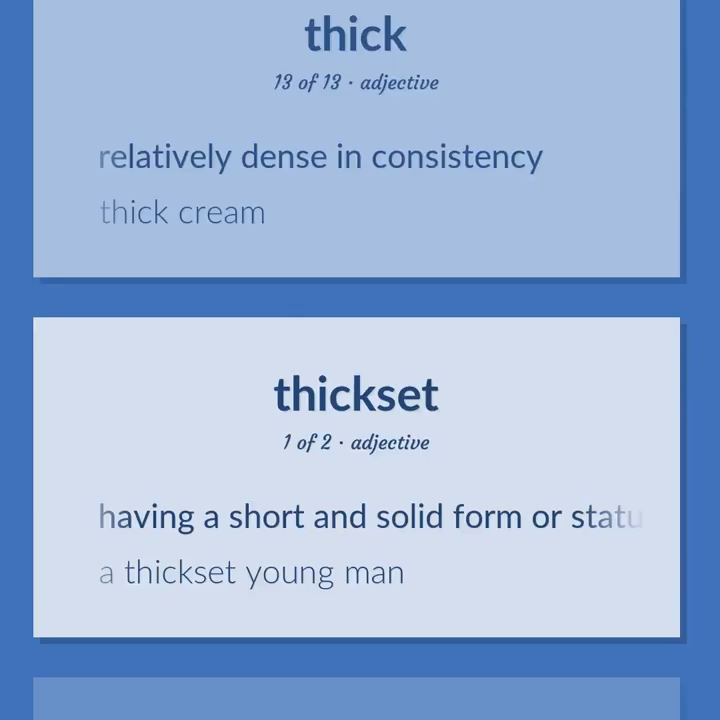 thick
13 of 13 · adjective
relatively dense in consistency
thick cream
thickset
1 of 2 · adjective
having a short and solid form or statu
a thickset young man